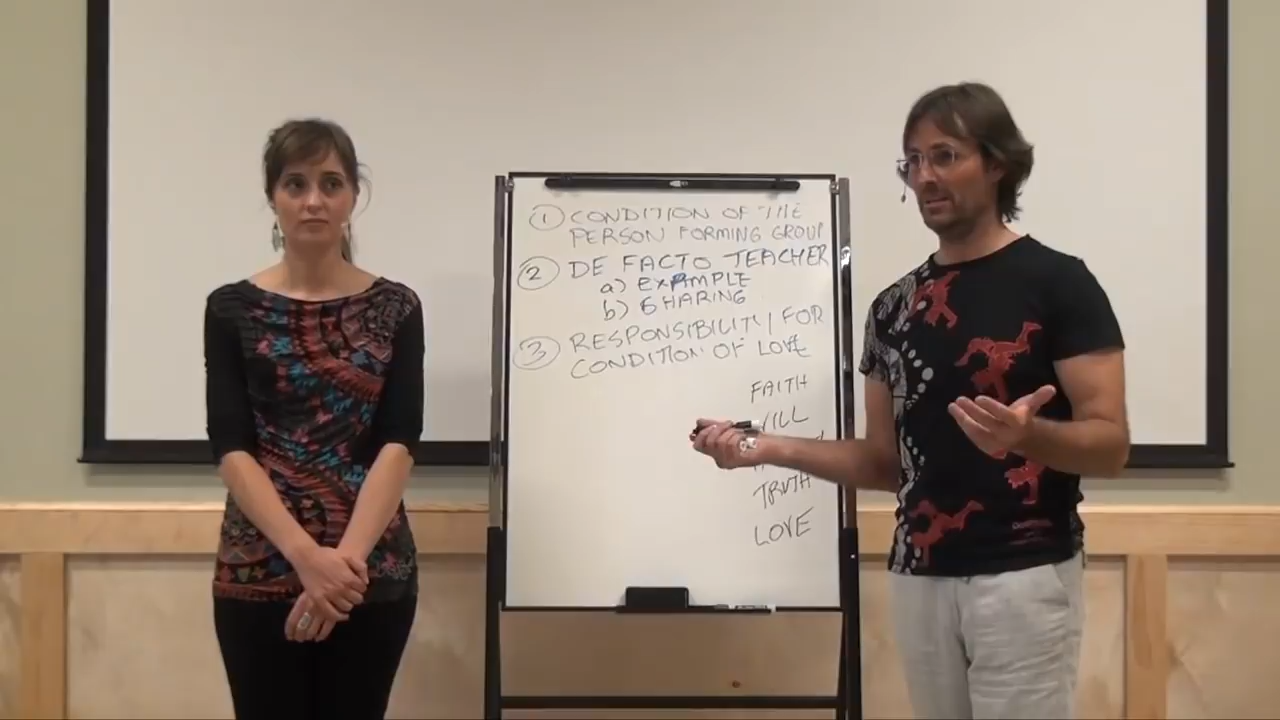 1 CONDITION OF THE
PERSON FORMING GROUP
2 DE FACTO TEACHER
a) EXAMPLE
b) SHARING
3 RESPONSIBILITY FOR
CONDITION OF LOVE
FAITH
WILL
TRUTH
LOVE